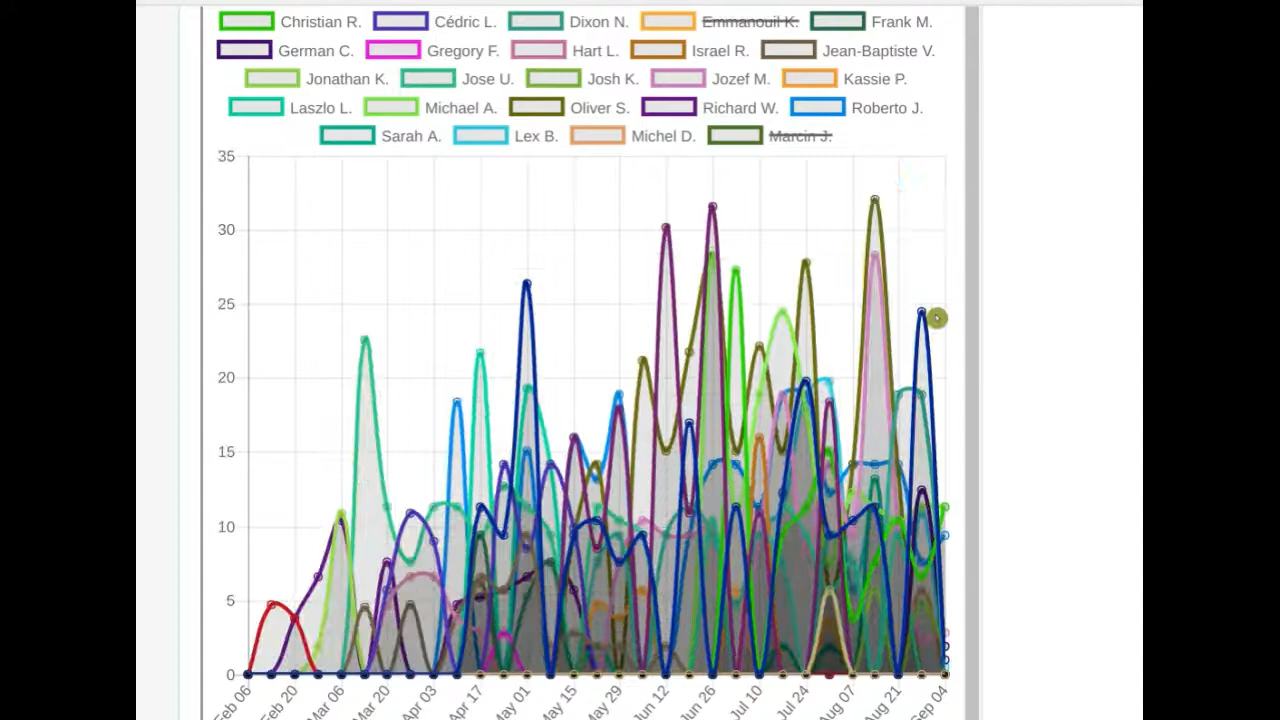 Christian R. Cédric L. Dixon N. Emmanouil K. Frank M.
German C. Gregory F. Hart L. Israel R. Jean-Baptiste V.
Jonathan K. Jose U. Josh K. Jozef M. Kassie P.
Laszlo L. Michael A. Oliver S. Richard W. Roberto J.
Sarah A. Lex B. Michel D. Marcin J.
35
30
25
20
15
10
5
0
Feb 06 Feb 20 Mar 06 Mar 20 Apr 03 Apr 17 May 01 May 15 May 29 Jun 12 Jun 26 Jul 10 Jul 24 Aug 07 Aug 21 Sep 04